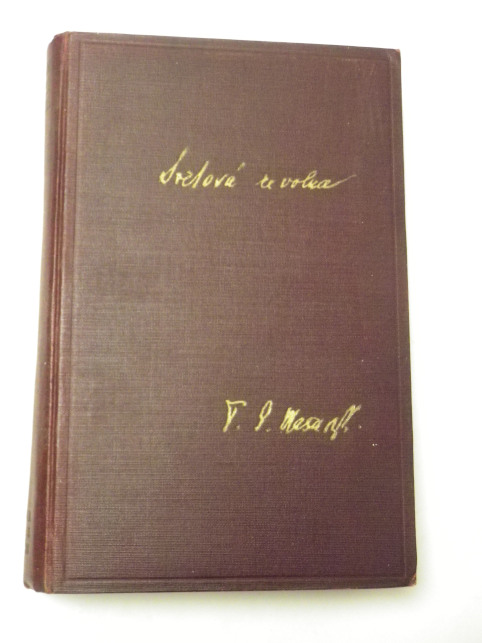 Světová revoluce
T. G. Masaryk.